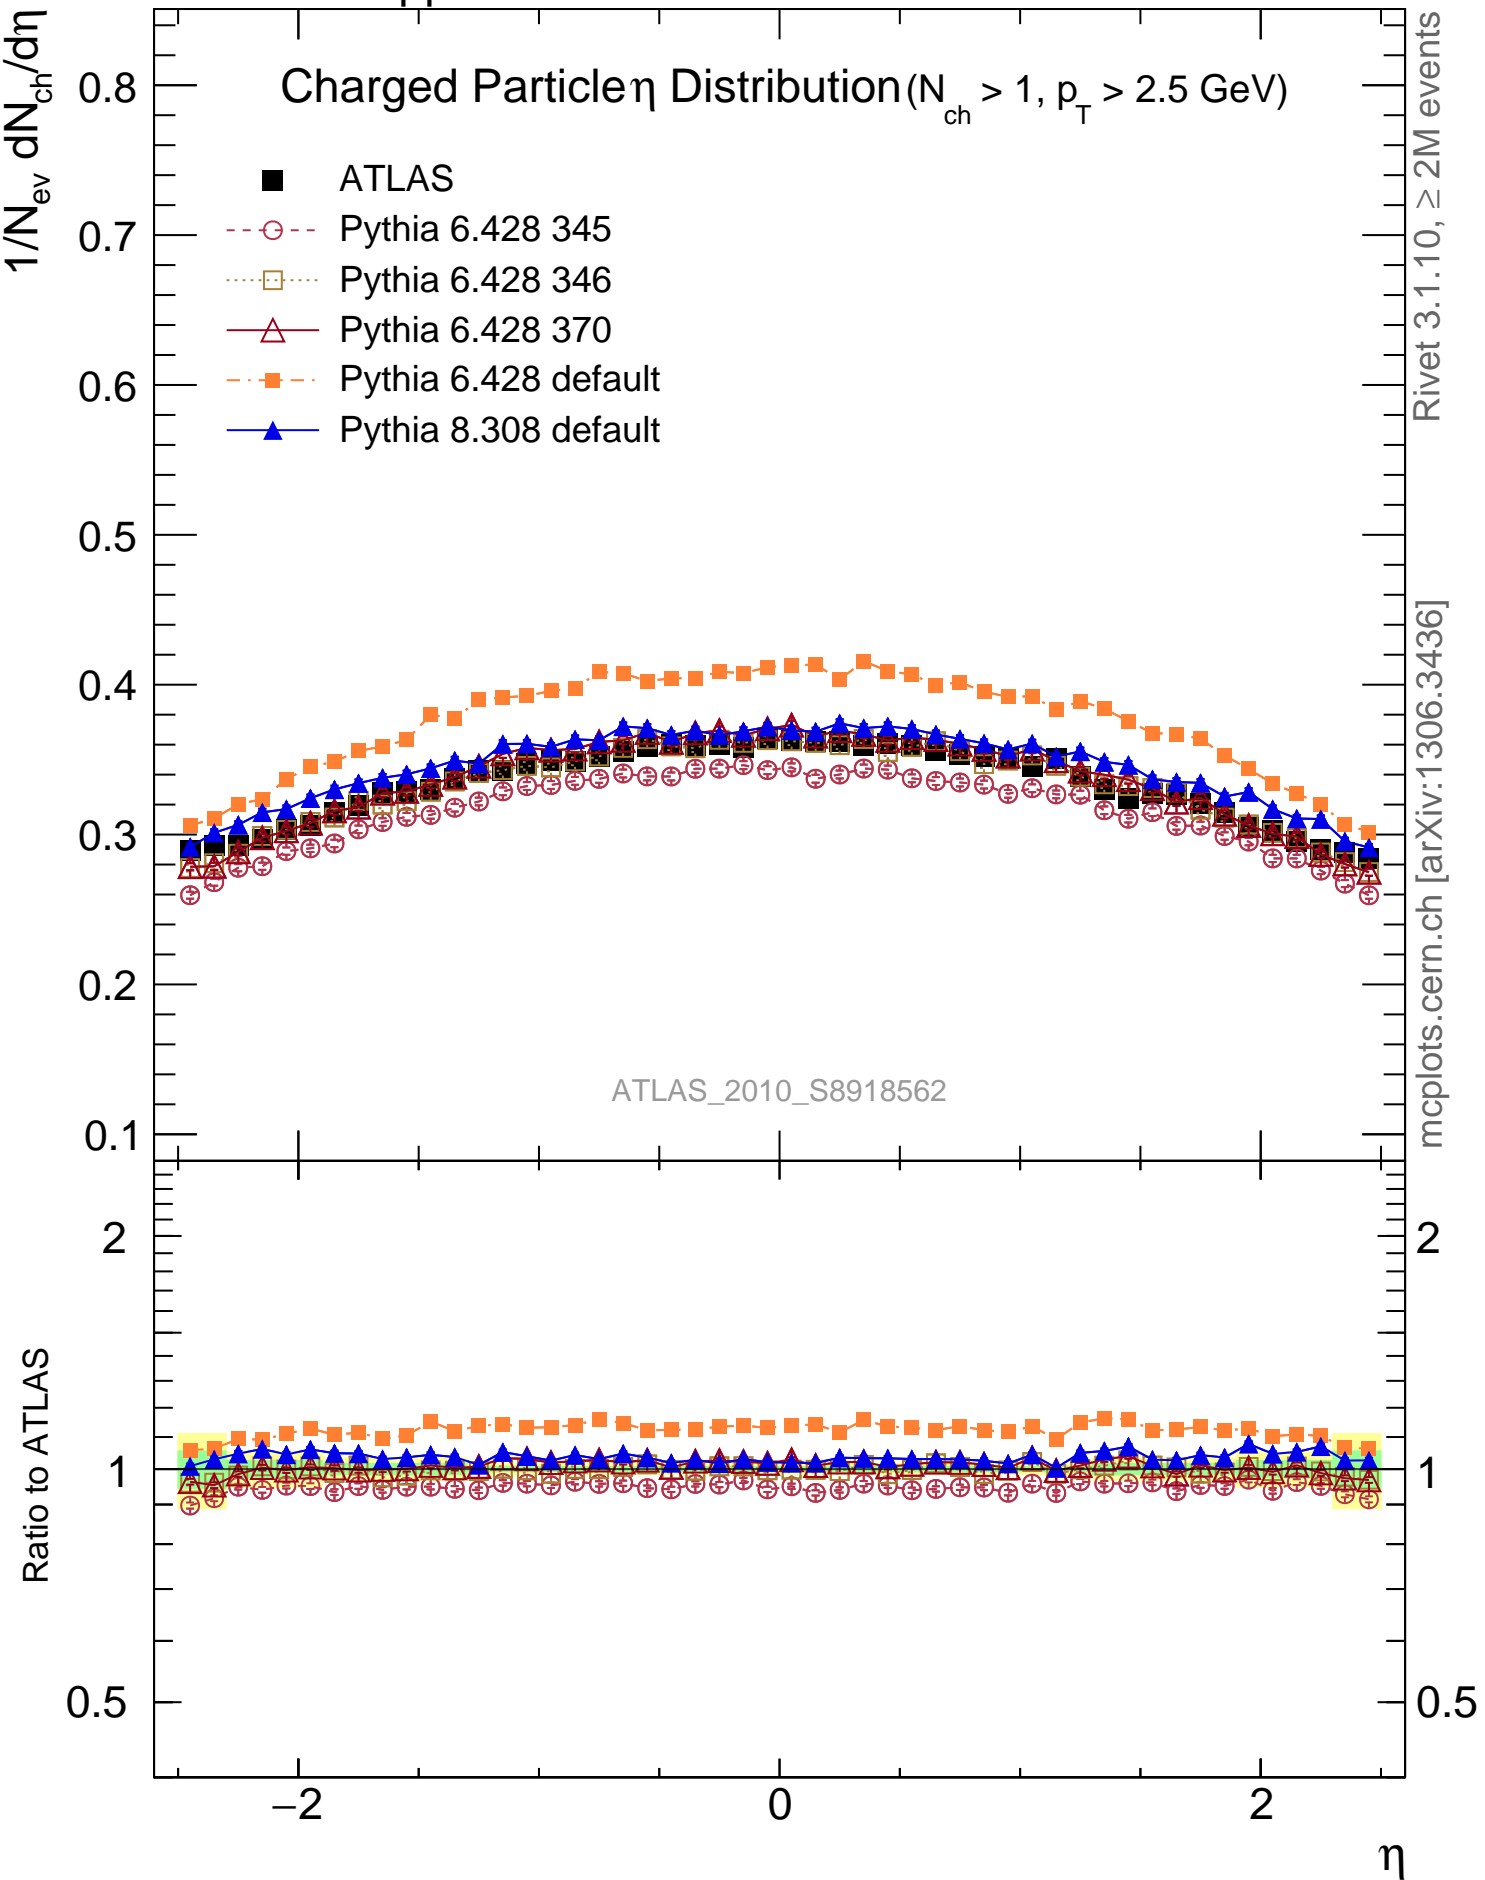 1/N_ev dN_ch/dη
Charged Particle η Distribution (N_ch > 1, p_T > 2.5 GeV)
ATLAS
Pythia 6.428 345
Pythia 6.428 346
Pythia 6.428 370
Pythia 6.428 default
Pythia 8.308 default
0.8
0.7
0.6
0.5
0.4
0.3
0.2
0.1
ATLAS_2010_S8918562
Rivet 3.1.10, ≥ 2M events
mcplots.cern.ch [arXiv:1306.3436]
Ratio to ATLAS
2
1
0.5
2
1
0.5
−2
0
2
η